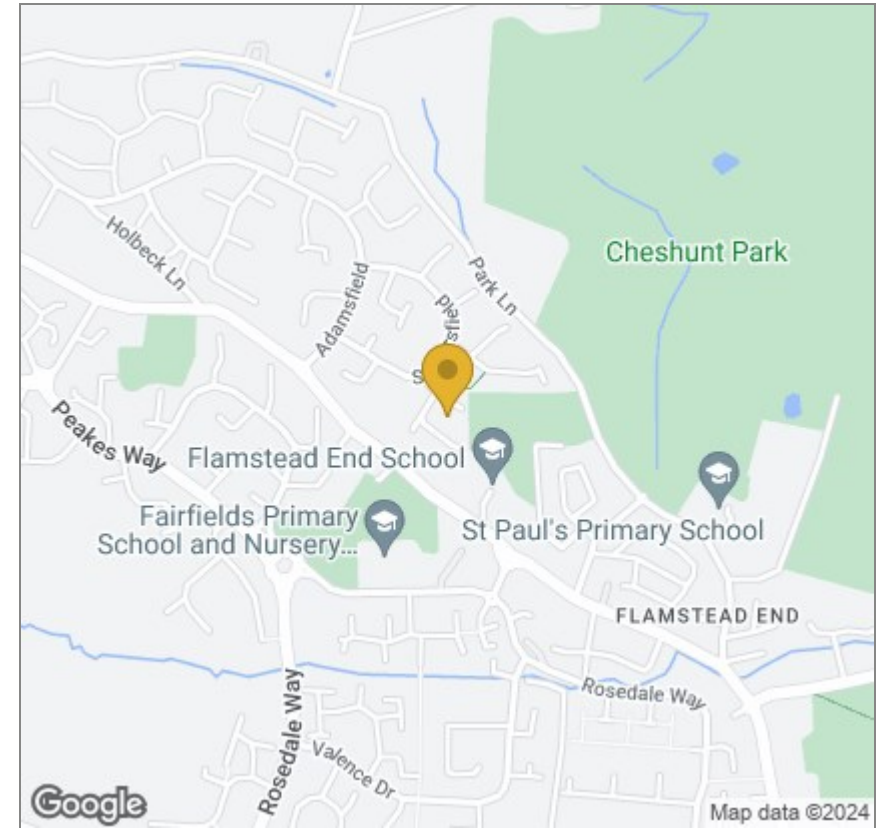 Cheshunt Park
Holbeck Ln
Park Ln
Adamsfield
Peakes Way
Flamstead End School
Fairfields Primary
School and Nursery...
St Paul's Primary School
FLAMSTEAD END
Rosedale Way
Rosedale Way
Valence Dr
Google
Map data ©2024